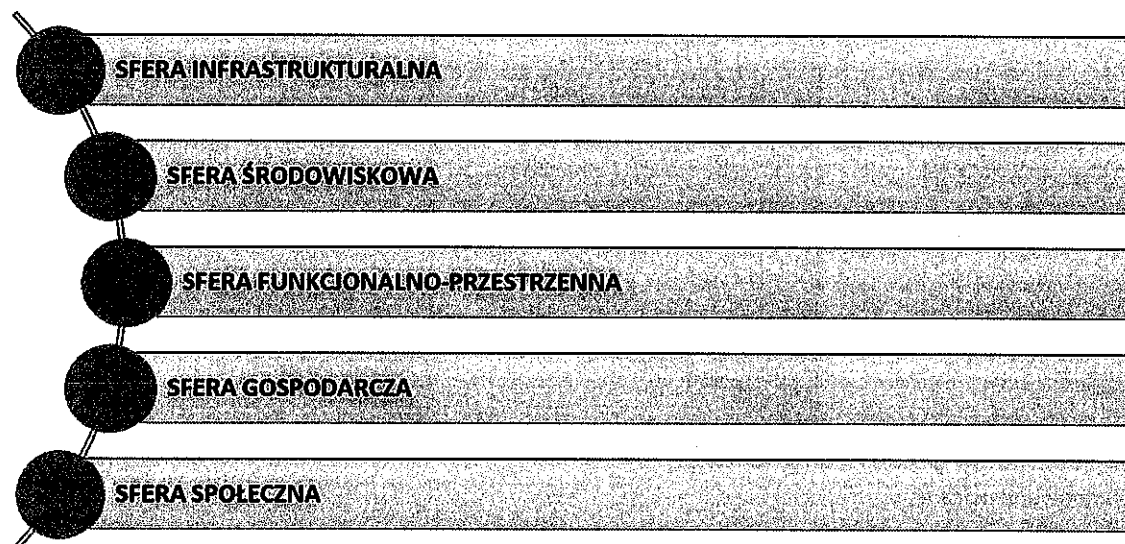 SFERA INFRASTRUKTURALNA
SFERA ŚRODOWISKOWA
SFERA FUNKCJONALNO-PRZESTRZENNA
SFERA GOSPODARCZA
SFERA SPOŁECZNA